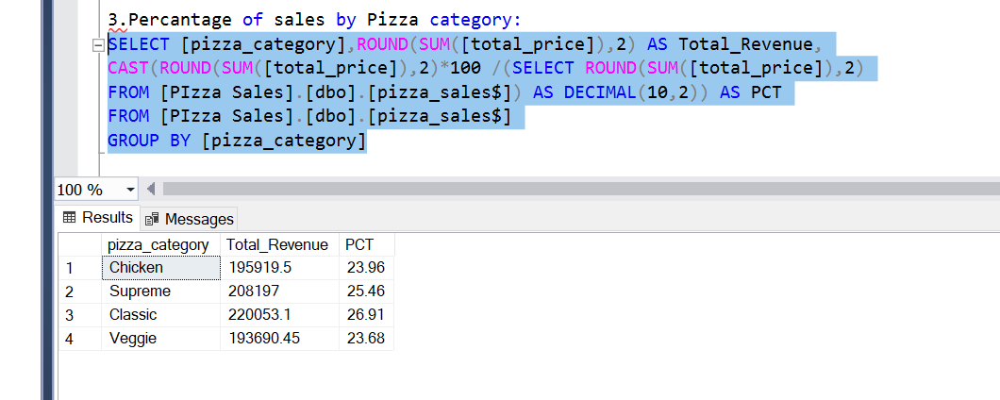 3.Percantage of sales by Pizza category:
SELECT [pizza_category],ROUND(SUM([total_price]),2) AS Total_Revenue,
CAST(ROUND(SUM([total_price]),2)*100 /(SELECT ROUND(SUM([total_price]),2)
FROM [PIzza Sales].[dbo].[pizza_sales$]) AS DECIMAL(10,2)) AS PCT
FROM [PIzza Sales].[dbo].[pizza_sales$]
GROUP BY [pizza_category]
100 %
Results Messages
pizza_category Total_Revenue PCT
1 Chicken 195919.5 23.96
2 Supreme 208197 25.46
3 Classic 220053.1 26.91
4 Veggie 193690.45 23.68